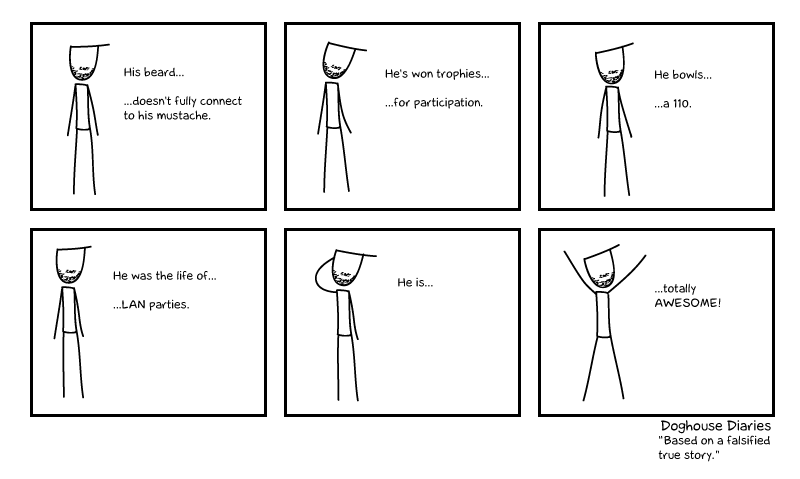 His beard...
...doesn't fully connect
to his mustache.
He's won trophies...
...for participation.
He bowls...
...a 110.
He was the life of...
...LAN parties.
He is...
...totally
AWESOME!
Doghouse Diaries
"Based on a falsified
true story."